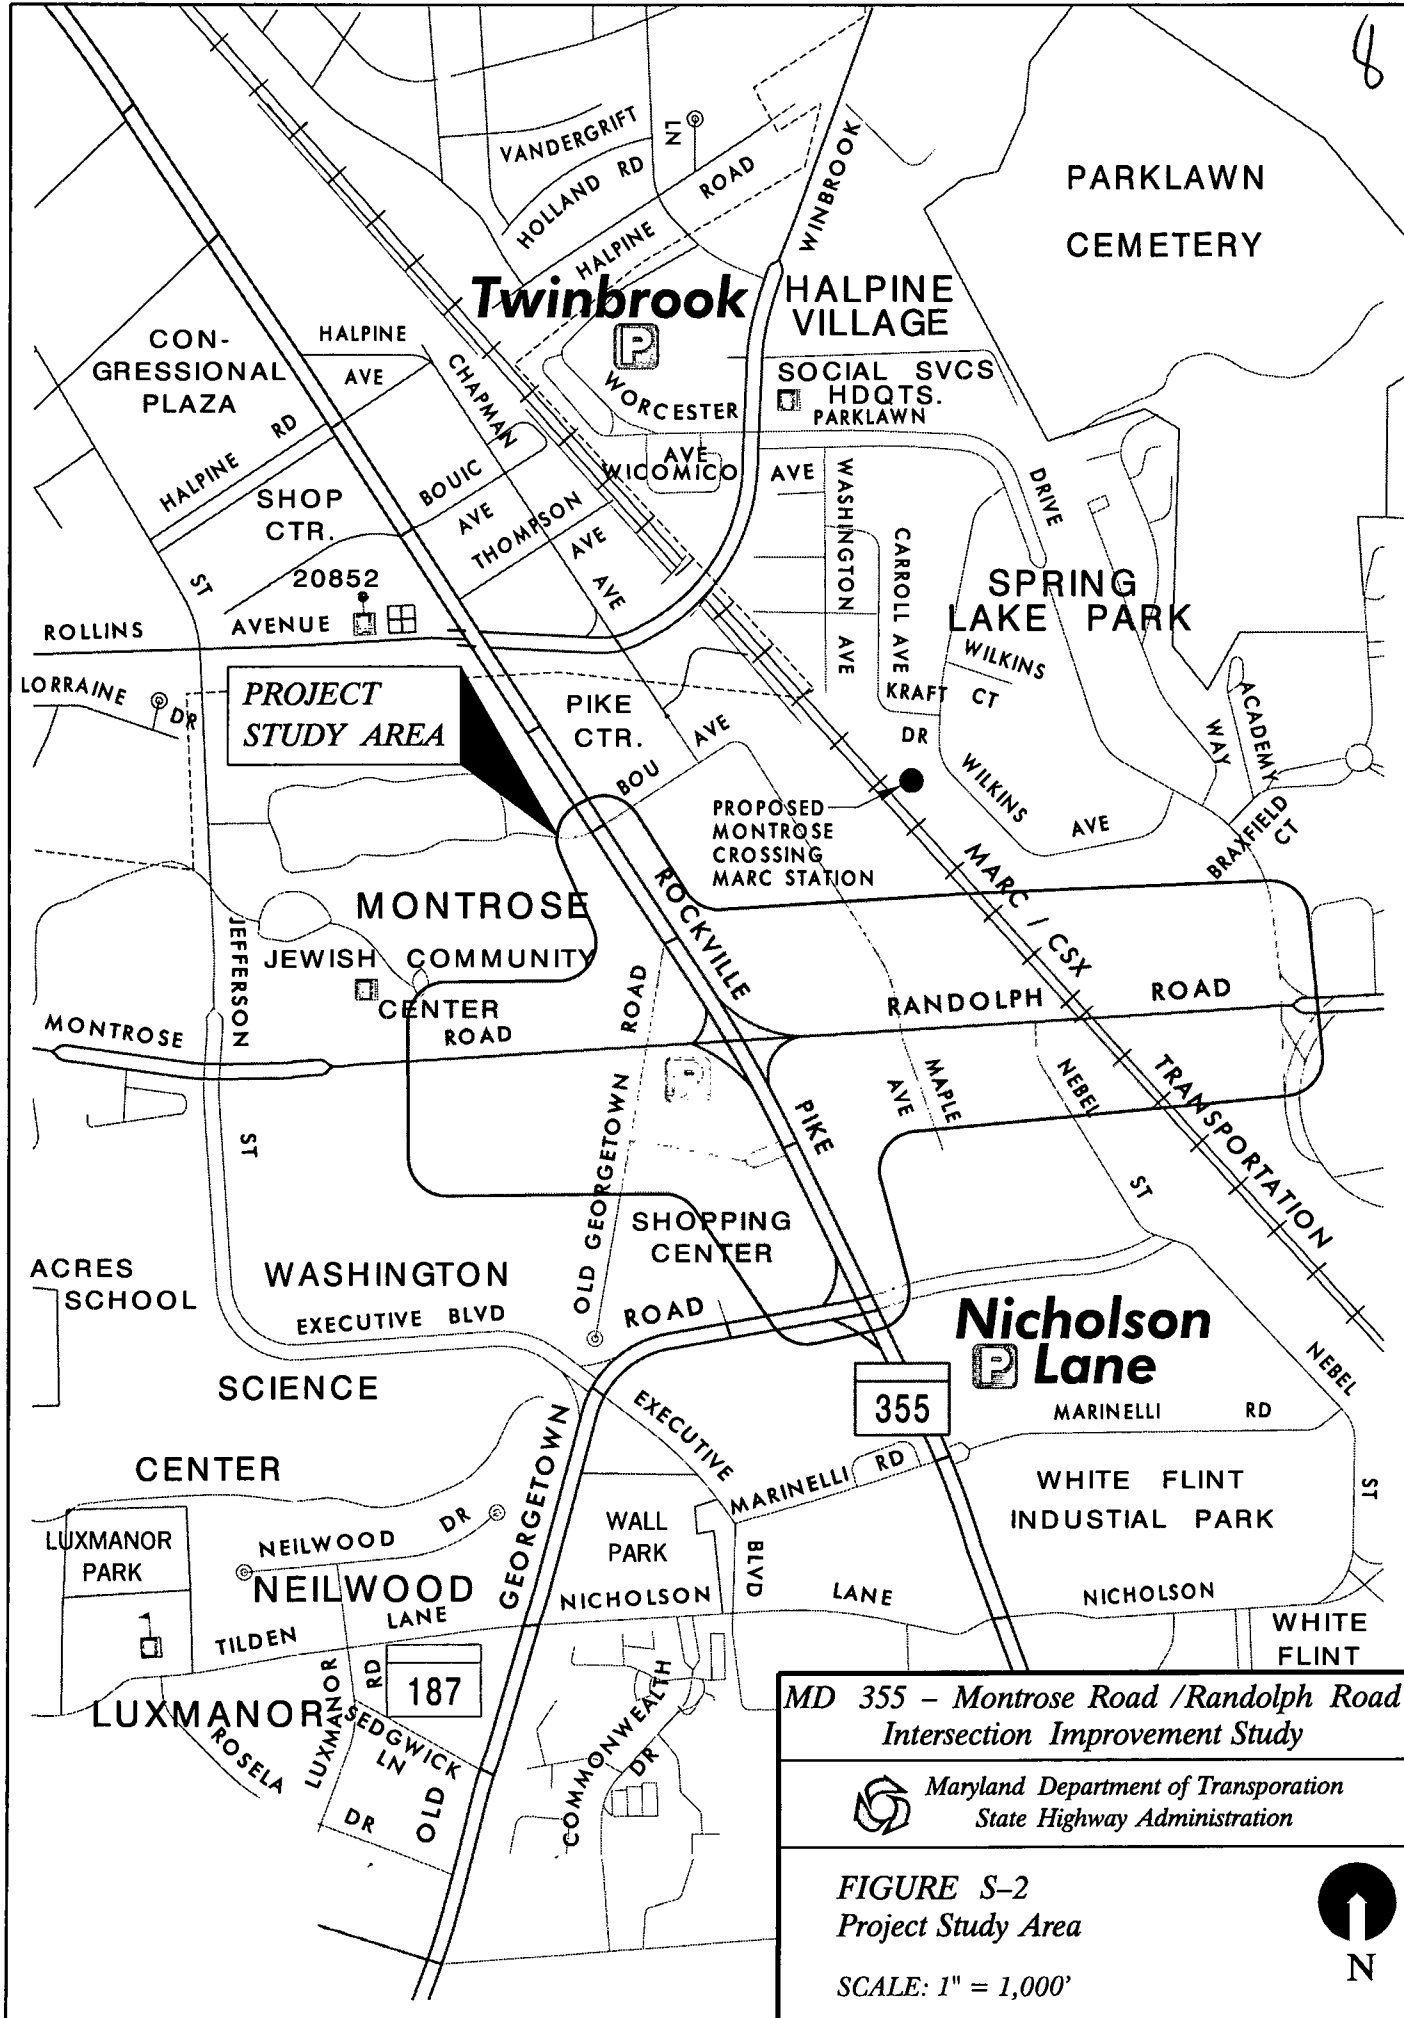 8
VANDERGRIFT
LN
HOLLAND RD
HALPINE ROAD
WINBROOK
PARKLAWN
CEMETERY
Twinbrook
P
HALPINE
VILLAGE
CON-
GRESSIONAL
PLAZA
HALPINE
AVE
CHAPMAN
AVE
WORCESTER
AVE
SOCIAL SVCS
HDQTS.
PARKLAWN
DRIVE
HALPINE RD
SHOP
CTR.
BOUIC
AVE
THOMPSON
AVE
WICOMICO AVE
WASHINGTON AVE
CARROLL AVE
SPRING
LAKE PARK
20852
ST
ROLLINS AVENUE
WILKINS
CT
KRAFT
DR
LORRAINE DR
PROJECT
STUDY AREA
PIKE
CTR.
BOU AVE
WILKINS AVE
WAY
ACADEMY
BRAXFIELD
CT
PROPOSED
MONTROSE
CROSSING
MARC STATION
MONTROSE
ROCKVILLE
MARC / CSX
JEFFERSON
JEWISH COMMUNITY
CENTER
ROAD
RANDOLPH ROAD
MONTROSE ROAD
P
OLD GEORGETOWN
MAPLE
AVE
NEBEL
TRANSPORTATION
PIKE
ST
ST
SHOPPING
CENTER
ACRES
SCHOOL
WASHINGTON
EXECUTIVE BLVD
ROAD
Nicholson
P Lane
SCIENCE
355
NEBEL
EXECUTIVE
MARINELLI RD
GEORGETOWN
CENTER
MARINELLI RD
WHITE FLINT
INDUSTIAL PARK
ST
LUXMANOR
PARK
NEILWOOD DR
WALL
PARK
BLVD
NEILWOOD
NICHOLSON LANE
NICHOLSON
TILDEN LANE
WHITE
FLINT
LUXMANOR
RD
187
LUXMANOR
ROSELA
SEDGWICK
LN
DR
OLD
COMMONWEALTH
DR
MD 355 – Montrose Road /Randolph Road
Intersection Improvement Study
Maryland Department of Transporation
State Highway Administration
FIGURE S–2
Project Study Area
SCALE: 1" = 1,000'
N